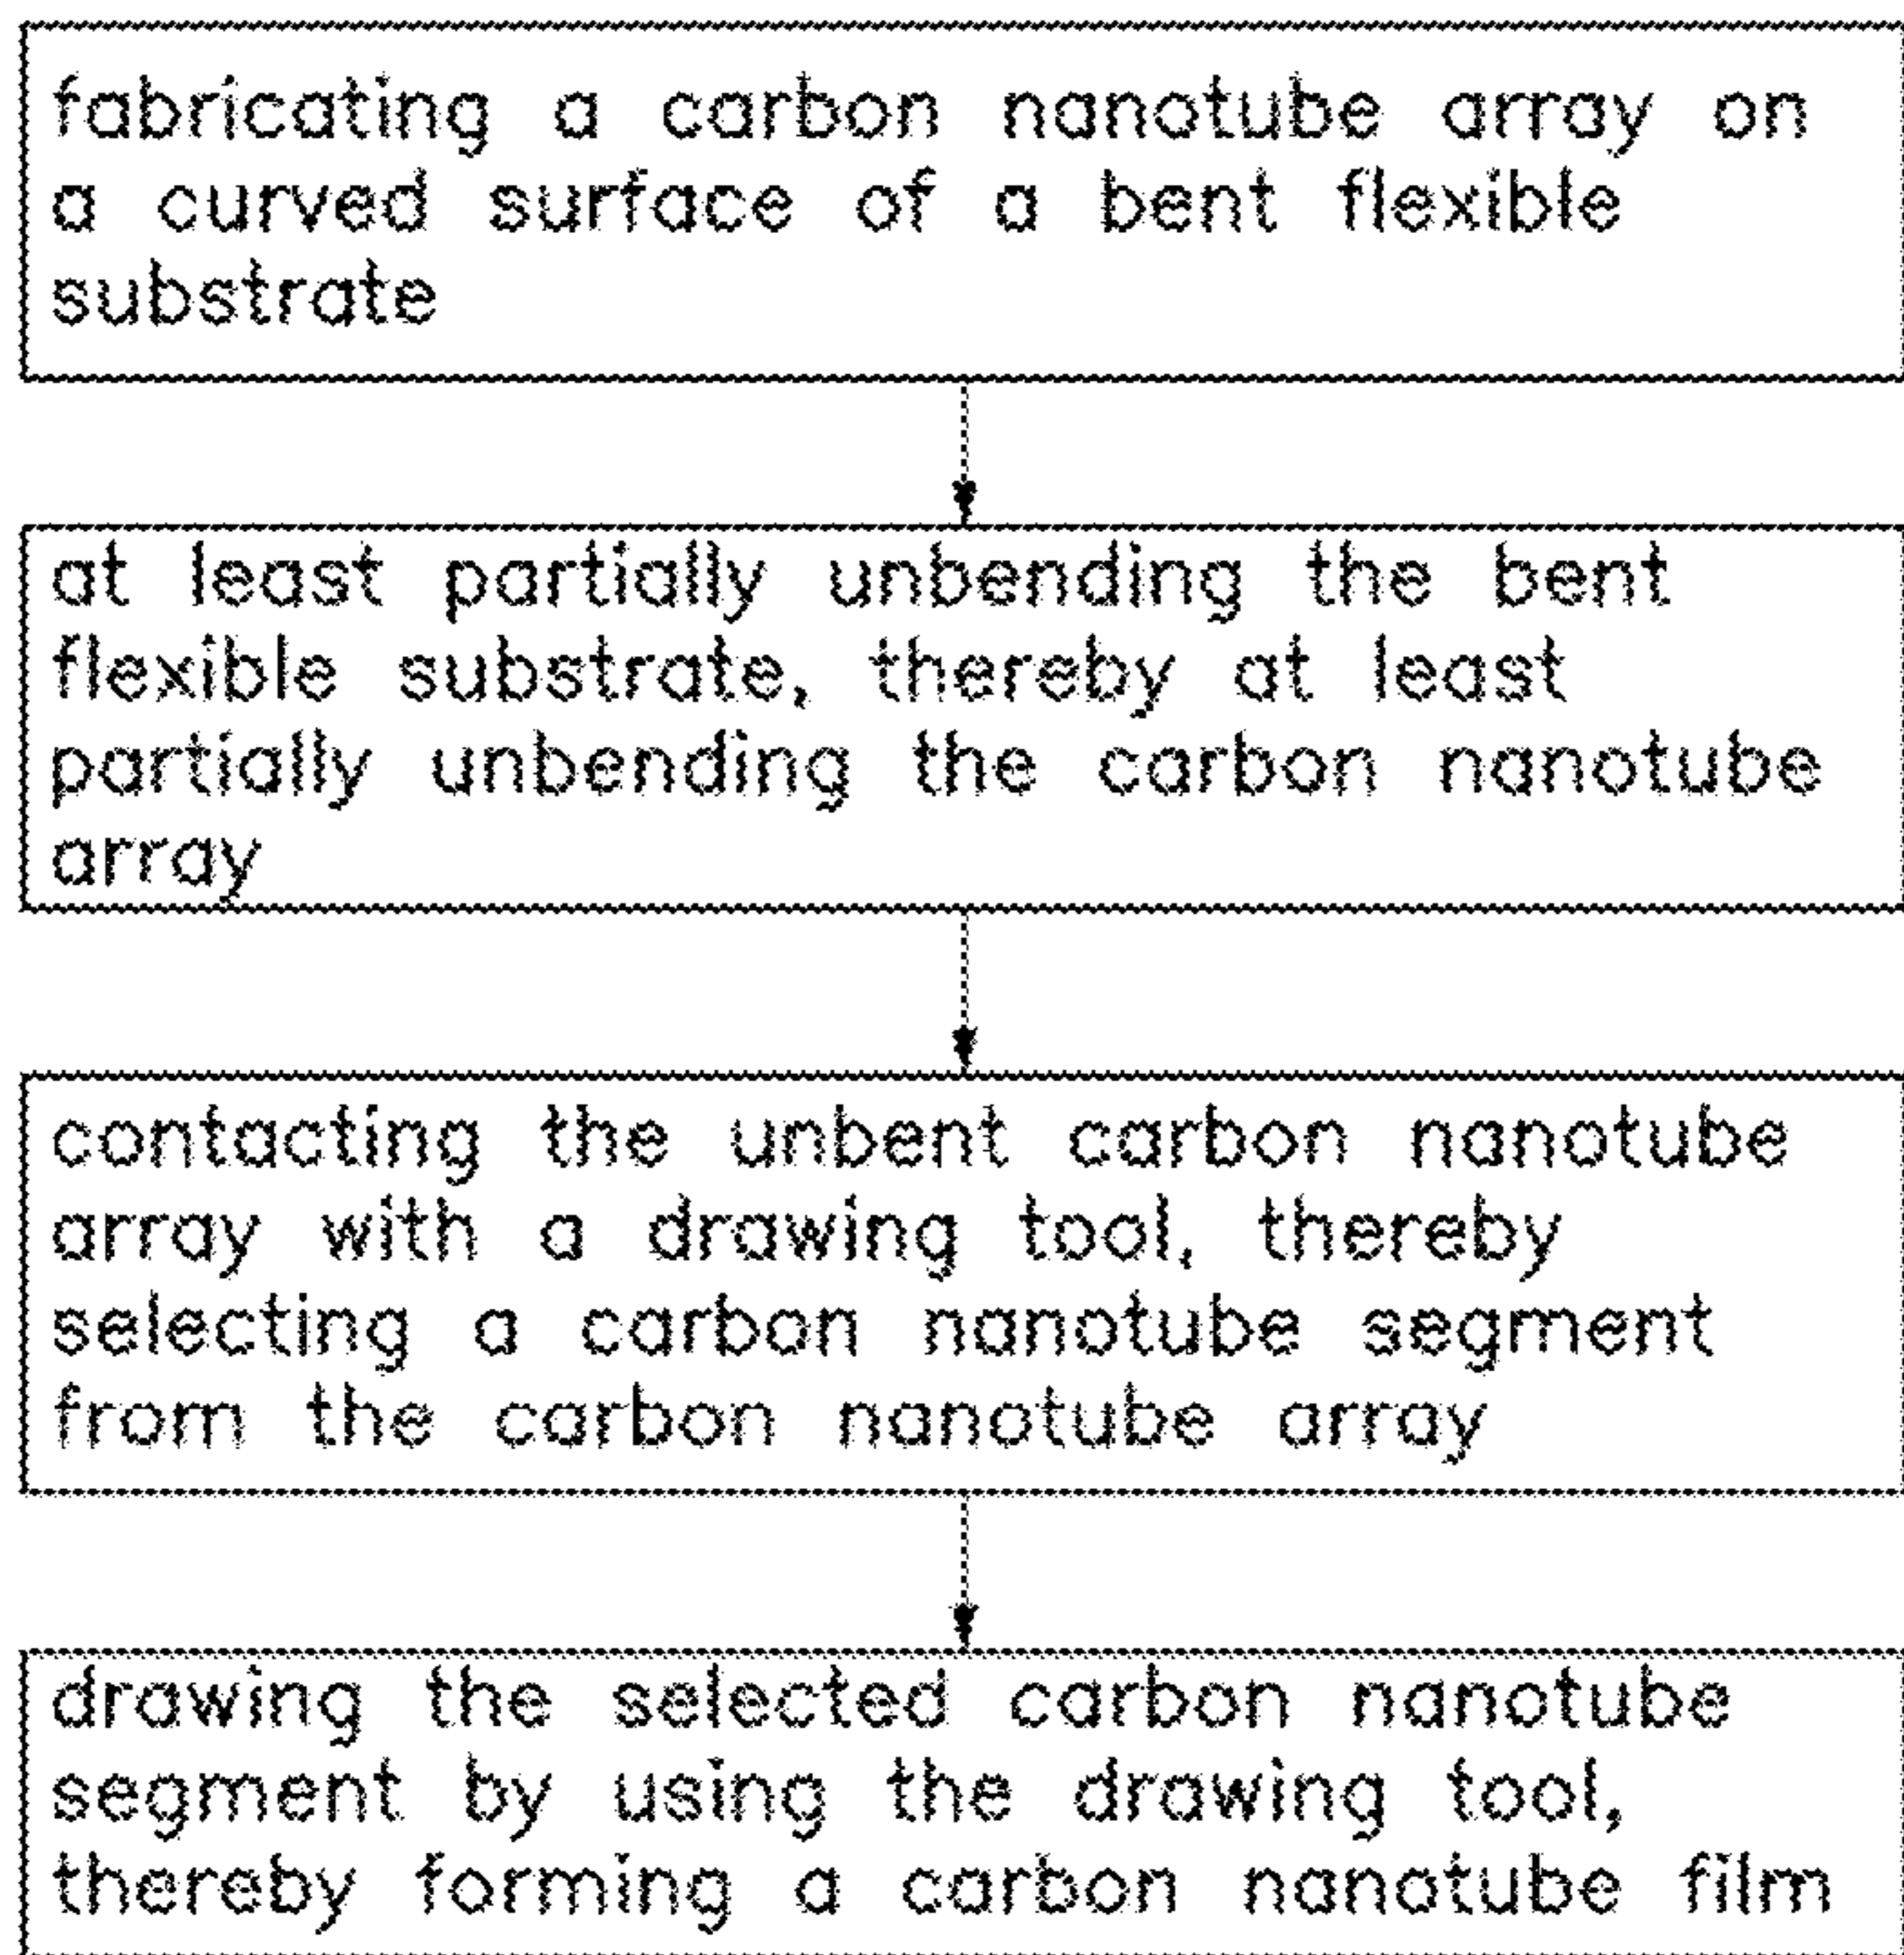 fabricating a carbon nanotube array on
a curved surface of a bent flexible
substrate
at least partially unbending the bent
flexible substrate, thereby at least
partially unbending the carbon nanotube
array
contacting the unbent carbon nanotube
array with a drawing tool, thereby
selecting a carbon nanotube segment
from the carbon nanotube array
drawing the selected carbon nanotube
segment by using the drawing tool,
thereby forming a carbon nanotube film